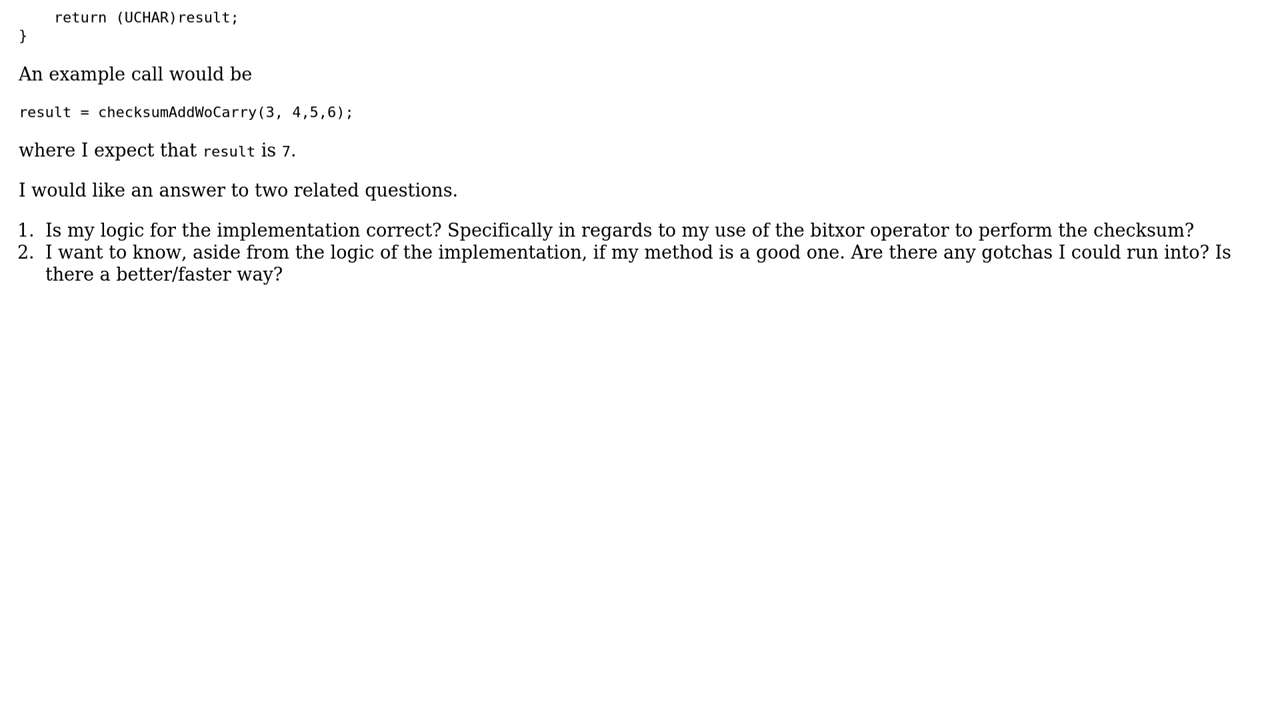 return (UCHAR)result;
}
An example call would be
result = checksumAddWoCarry(3, 4,5,6);
where I expect that result is 7.
I would like an answer to two related questions.
1. Is my logic for the implementation correct? Specifically in regards to my use of the bitxor operator to perform the checksum?
2. I want to know, aside from the logic of the implementation, if my method is a good one. Are there any gotchas I could run into? Is
there a better/faster way?